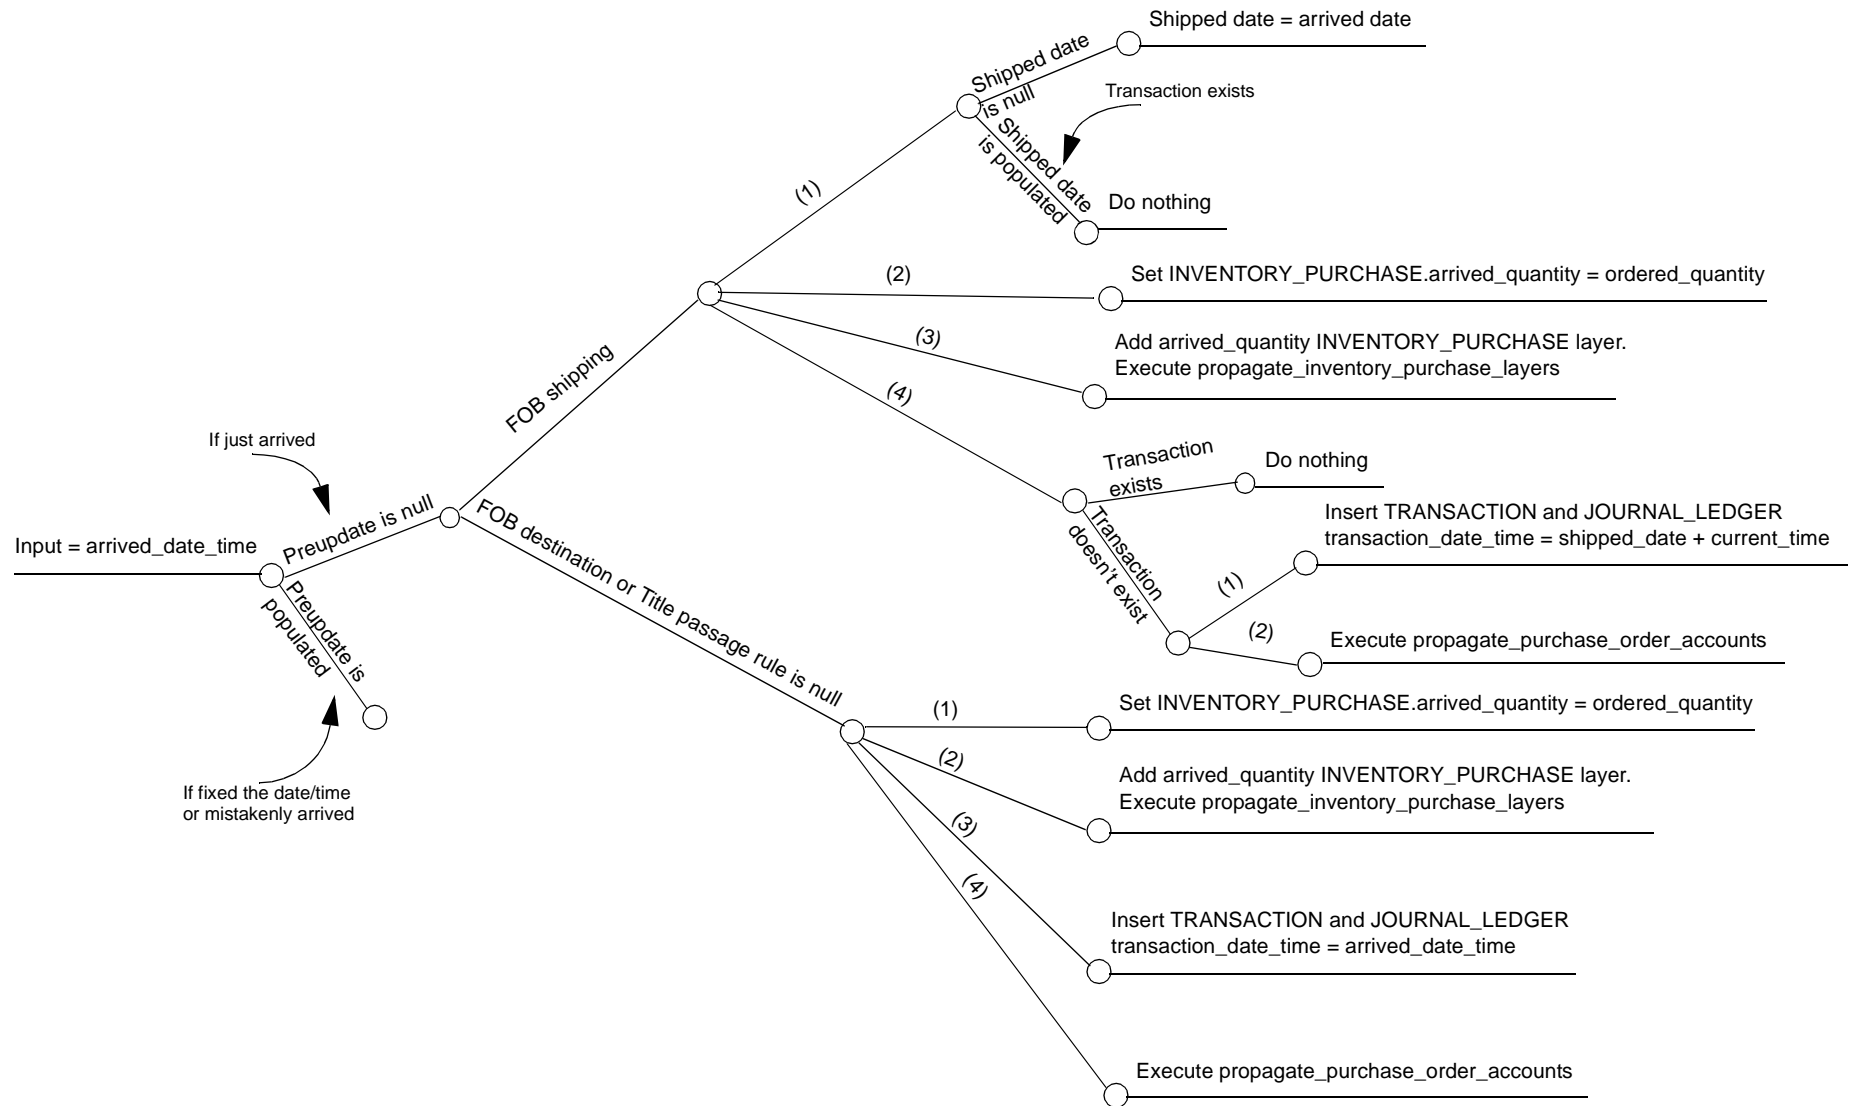 Shipped date = arrived date
Shipped date
is null
Transaction exists
Shipped date
is populated
Do nothing
(1)
(2)
Set INVENTORY_PURCHASE.arrived_quantity = ordered_quantity
(3)
Add arrived_quantity INVENTORY_PURCHASE layer.
Execute propagate_inventory_purchase_layers
(4)
FOB shipping
If just arrived
Transaction
exists
Do nothing
Transaction
doesn't exist
Insert TRANSACTION and JOURNAL_LEDGER
transaction_date_time = shipped_date + current_time
(1)
(2)
Execute propagate_purchase_order_accounts
Input = arrived_date_time
Preupdate is null
Preupdate is
populated
If fixed the date/time
or mistakenly arrived
FOB destination or Title passage rule is null
(1)
Set INVENTORY_PURCHASE.arrived_quantity = ordered_quantity
(2)
Add arrived_quantity INVENTORY_PURCHASE layer.
Execute propagate_inventory_purchase_layers
(3)
Insert TRANSACTION and JOURNAL_LEDGER
transaction_date_time = arrived_date_time
(4)
Execute propagate_purchase_order_accounts